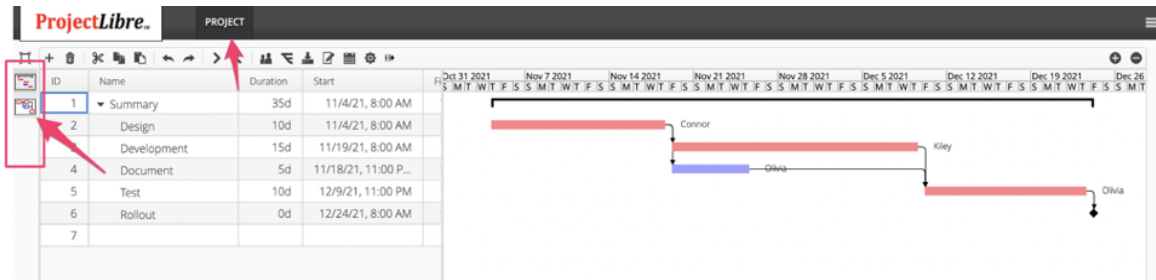 ProjectLibre™
PROJECT
ID Name Duration Start
Oct 31 2021 Nov 7 2021 Nov 14 2021 Nov 21 2021 Nov 28 2021 Dec 5 2021 Dec 12 2021 Dec 19 2021 Dec 26
S M T W T F S S M T W T F S S M T W T F S S M T W T F S S M T W T F S S M T W T F S S M T W T F S S M T W T F S S M T
1 Summary 35d 11/4/21, 8:00 AM
2 Design 10d 11/4/21, 8:00 AM Connor
Development 15d 11/19/21, 8:00 AM Kiley
4 Document 5d 11/18/21, 11:00 P... Olivia
5 Test 10d 12/9/21, 11:00 PM Olivia
6 Rollout 0d 12/24/21, 8:00 AM
7